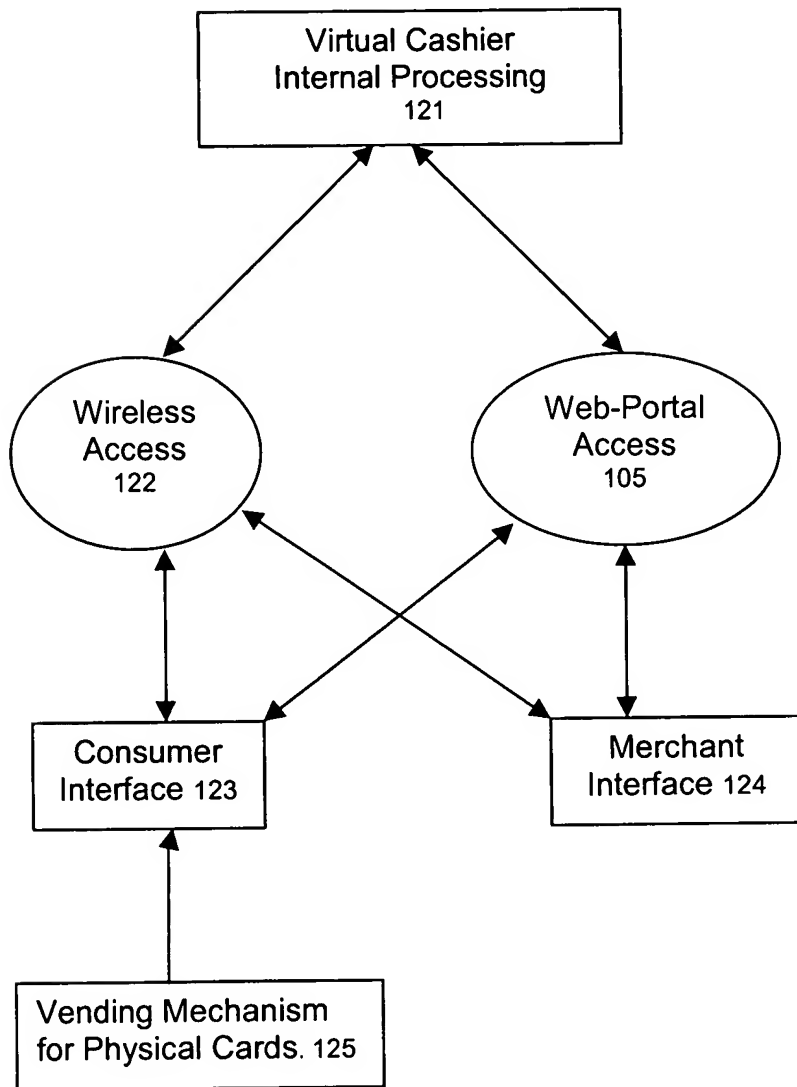 Virtual Cashier
Internal Processing
121
Wireless
Access
122
Web-Portal
Access
105
Consumer
Interface 123
Merchant
Interface 124
Vending Mechanism
for Physical Cards. 125